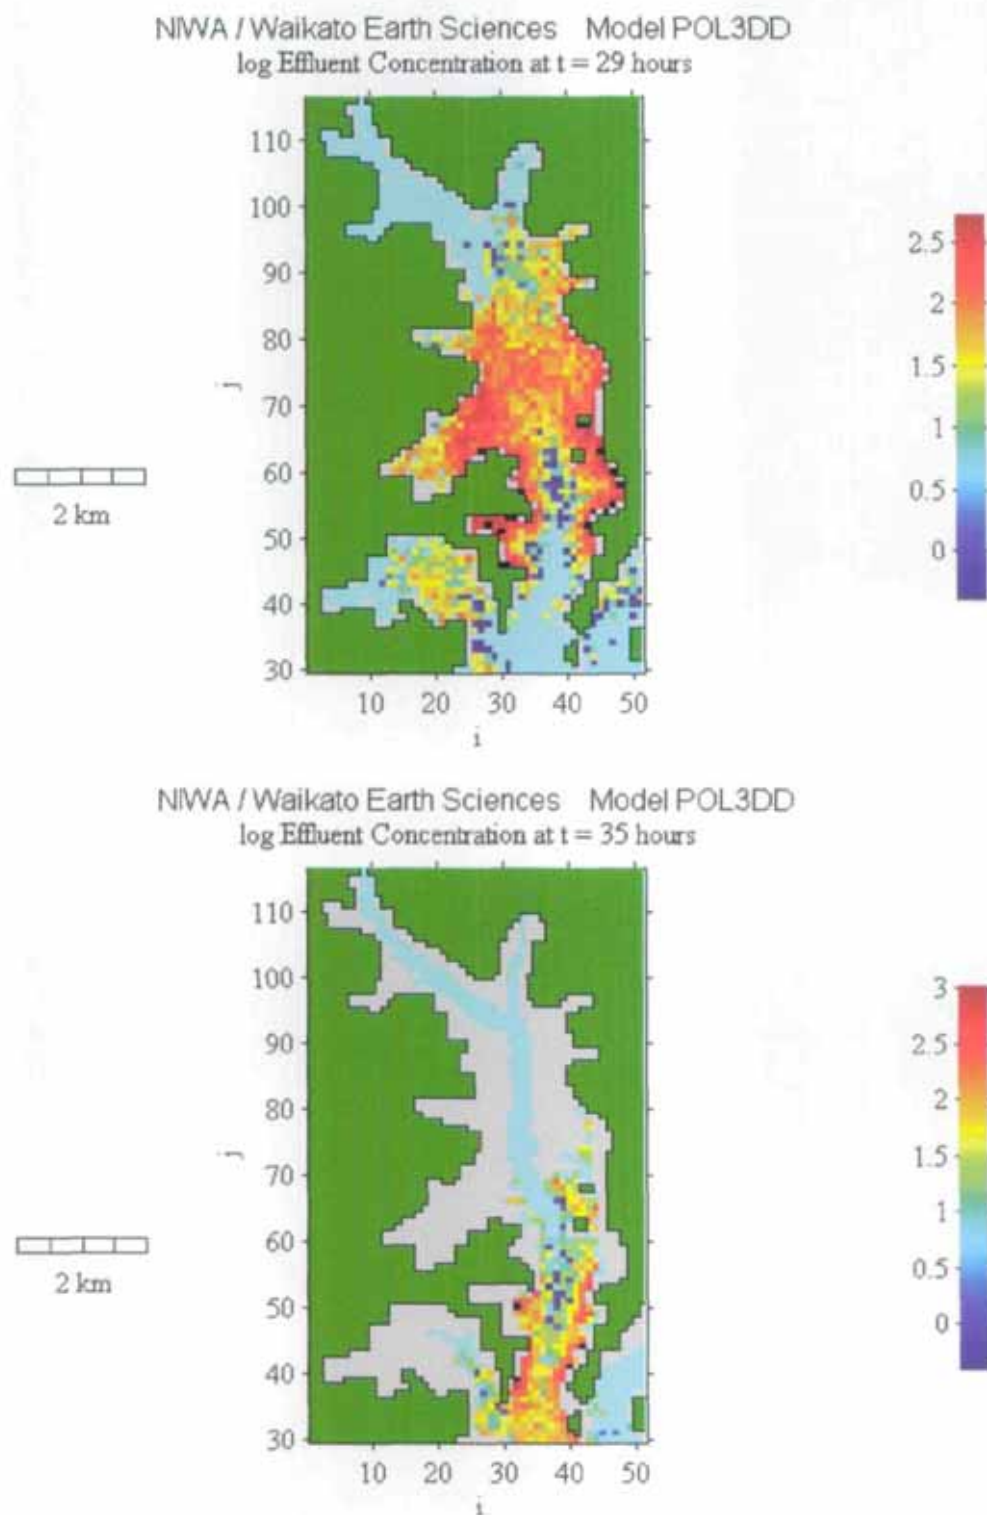 NIWA / Waikato Earth Sciences Model POL3DD
log Effluent Concentration at t = 29 hours
110
100
90
80
70
60
50
40
30
j
10 20 30 40 50
i
2 km
2.5
2
1.5
1
0.5
0
NIWA / Waikato Earth Sciences Model POL3DD
log Effluent Concentration at t = 35 hours
110
100
90
80
70
60
50
40
30
j
10 20 30 40 50
i
2 km
3
2.5
2
1.5
1
0.5
0